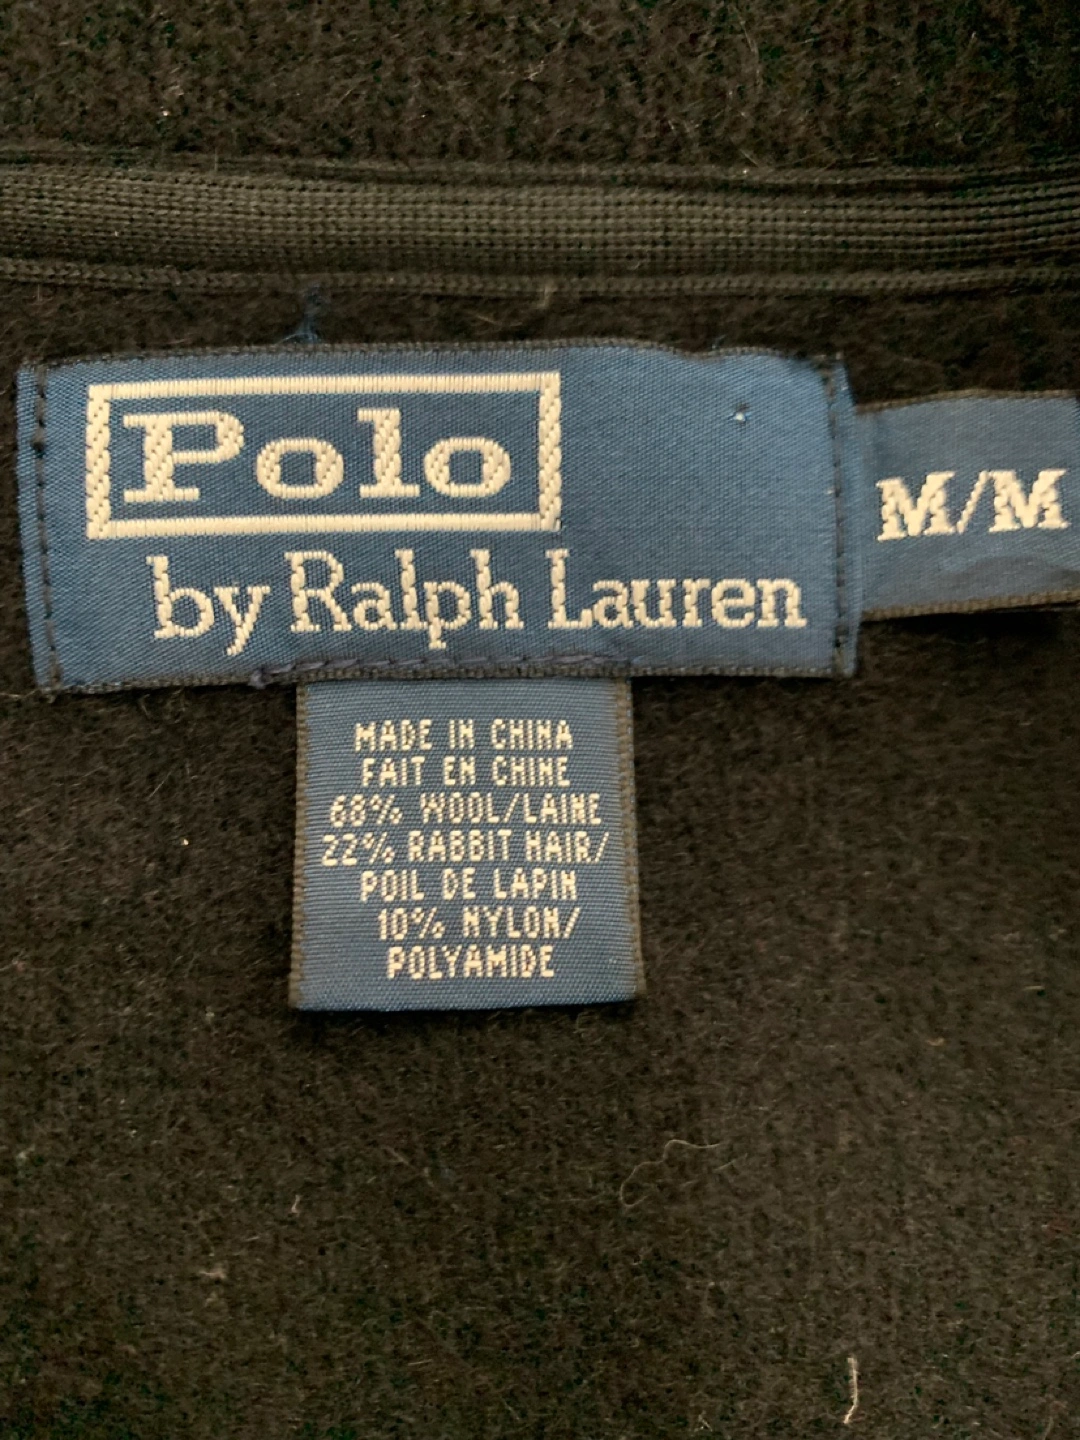 Polo
by Ralph Lauren
M/M
MADE IN CHINA
FAIT EN CHINE
68% WOOL/LAINE
22% RABBIT HAIR/
POIL DE LAPIN
10% NYLON/
POLYAMIDE